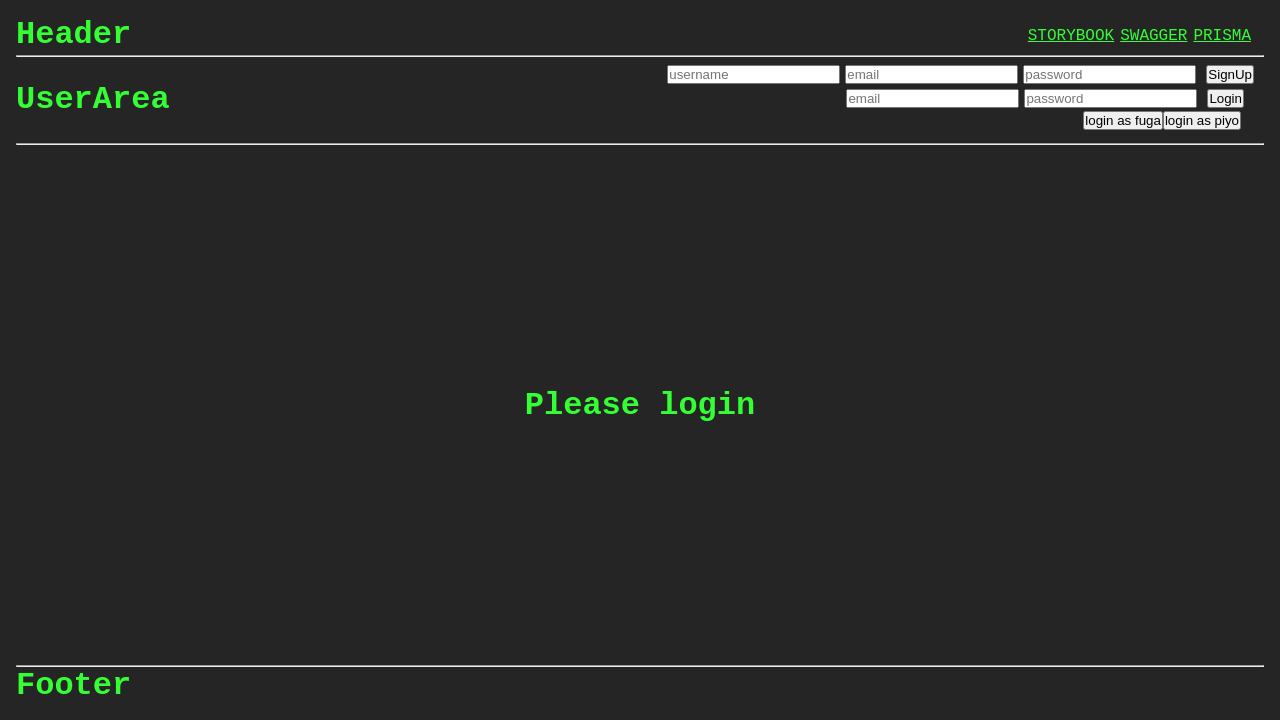 Header
STORYBOOK SWAGGER PRISMA
UserArea
username email password SignUp
email password Login
login as fuga login as piyo
Please login
Footer